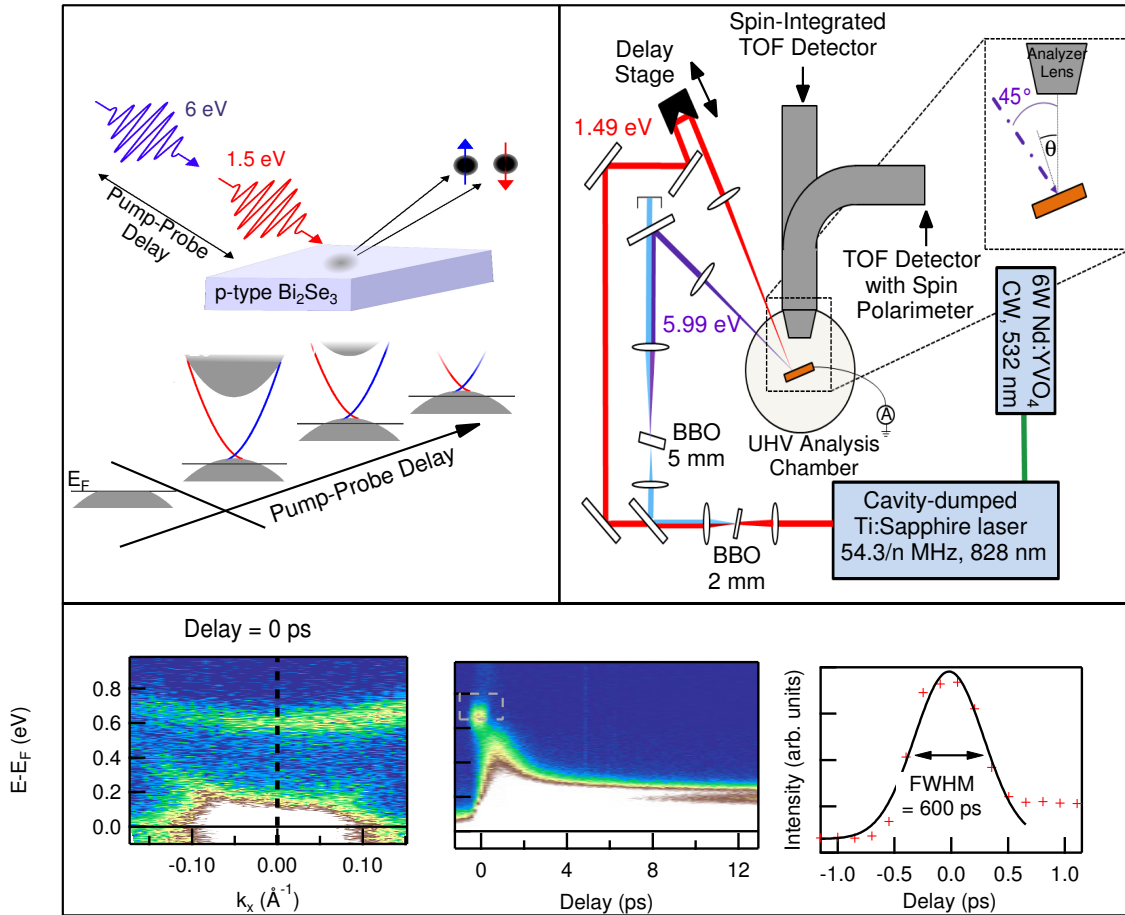 6 eV
1.5 eV
Pump-Probe
Delay
p-type Bi₂Se₃
E_F
Pump-Probe Delay
Spin-Integrated
TOF Detector
Delay
Stage
1.49 eV
5.99 eV
Analyzer
Lens
45°
θ
TOF Detector
with Spin
Polarimeter
6W Nd:YVO₄
CW, 532 nm
A
UHV Analysis
Chamber
BBO
5 mm
BBO
2 mm
Cavity-dumped
Ti:Sapphire laser
54.3/n MHz, 828 nm
Delay = 0 ps
E-E_F (eV)
0.8
0.6
0.4
0.2
0.0
-0.10
0.00
0.10
k_x (Å⁻¹)
0
4
8
12
Delay (ps)
Intensity (arb. units)
FWHM
= 600 ps
-1.0
-0.5
0.0
0.5
1.0
Delay (ps)